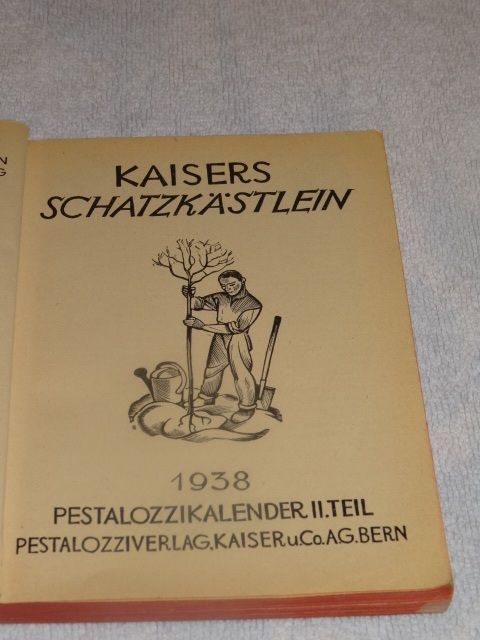 KAISERS
SCHATZKÄSTLEIN
1938
PESTALOZZIKALENDER II. TEIL
PESTALOZZIVERLAG, KAISER u. Co. A.G. BERN